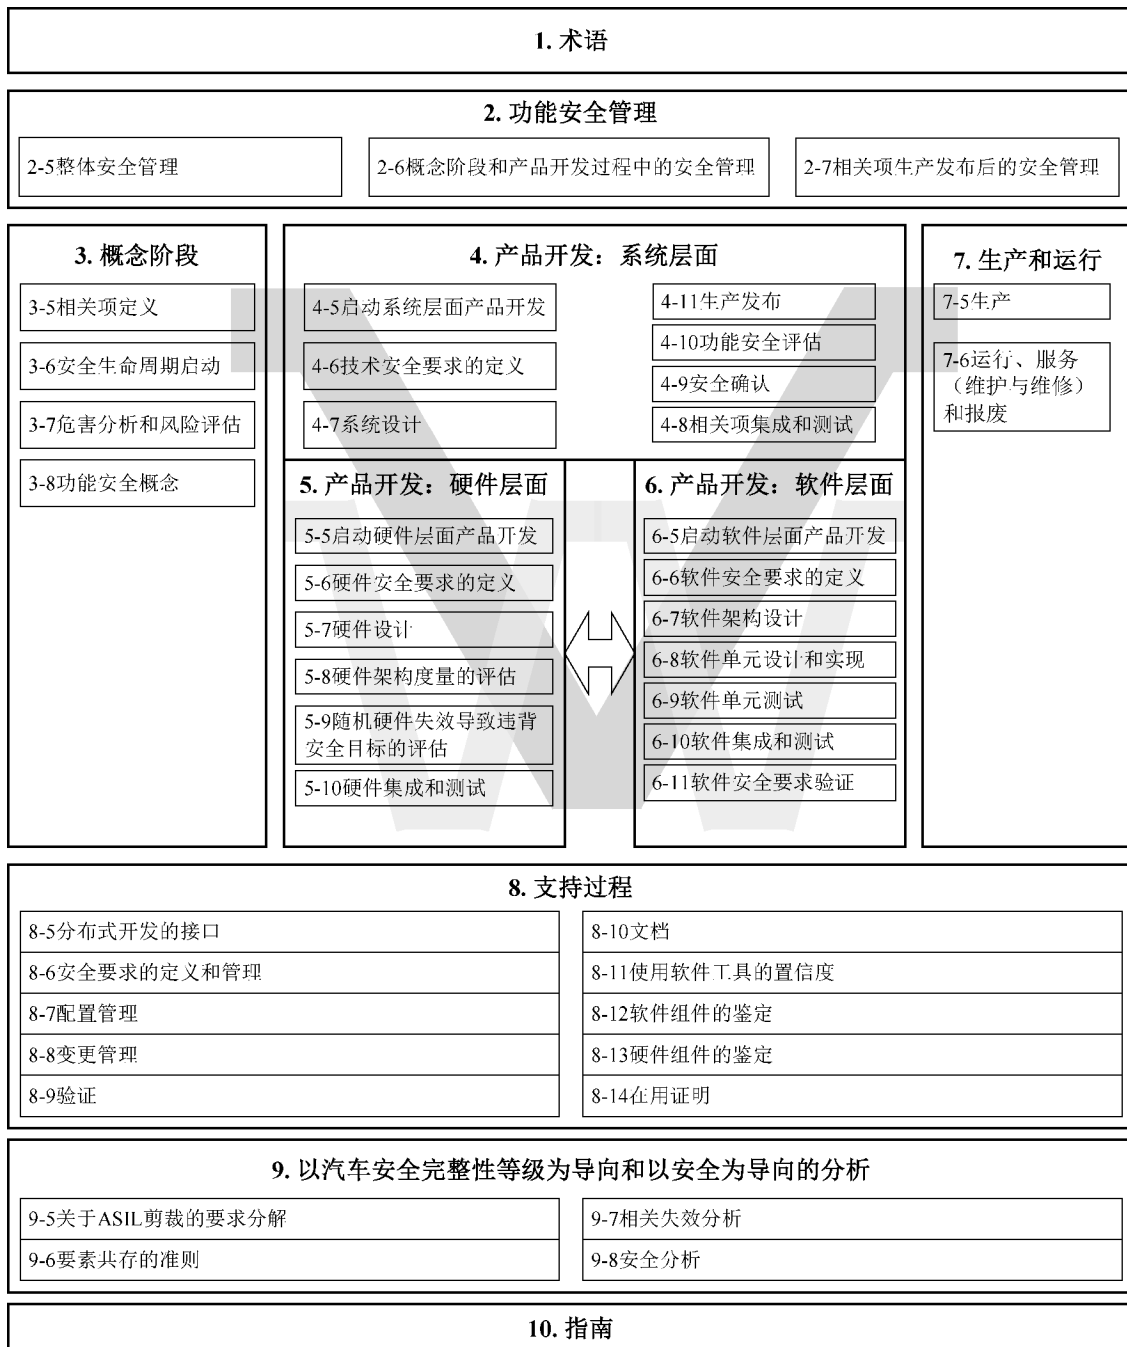 1. 术语
2. 功能安全管理
2-5整体安全管理
2-6概念阶段和产品开发过程中的安全管理
2-7相关项生产发布后的安全管理
3. 概念阶段
3-5相关项定义
3-6安全生命周期启动
3-7危害分析和风险评估
3-8功能安全概念
4. 产品开发：系统层面
4-5启动系统层面产品开发
4-6技术安全要求的定义
4-7系统设计
4-11生产发布
4-10功能安全评估
4-9安全确认
4-8相关项集成和测试
5. 产品开发：硬件层面
5-5启动硬件层面产品开发
5-6硬件安全要求的定义
5-7硬件设计
5-8硬件架构度量的评估
5-9随机硬件失效导致违背
安全目标的评估
5-10硬件集成和测试
6. 产品开发：软件层面
6-5启动软件层面产品开发
6-6软件安全要求的定义
6-7软件架构设计
6-8软件单元设计和实现
6-9软件单元测试
6-10软件集成和测试
6-11软件安全要求验证
7. 生产和运行
7-5生产
7-6运行、服务
（维护与维修）
和报废
8. 支持过程
8-5分布式开发的接口
8-6安全要求的定义和管理
8-7配置管理
8-8变更管理
8-9验证
8-10文档
8-11使用软件工具的置信度
8-12软件组件的鉴定
8-13硬件组件的鉴定
8-14在用证明
9. 以汽车安全完整性等级为导向和以安全为导向的分析
9-5关于ASIL剪裁的要求分解
9-6要素共存的准则
9-7相关失效分析
9-8安全分析
10. 指南